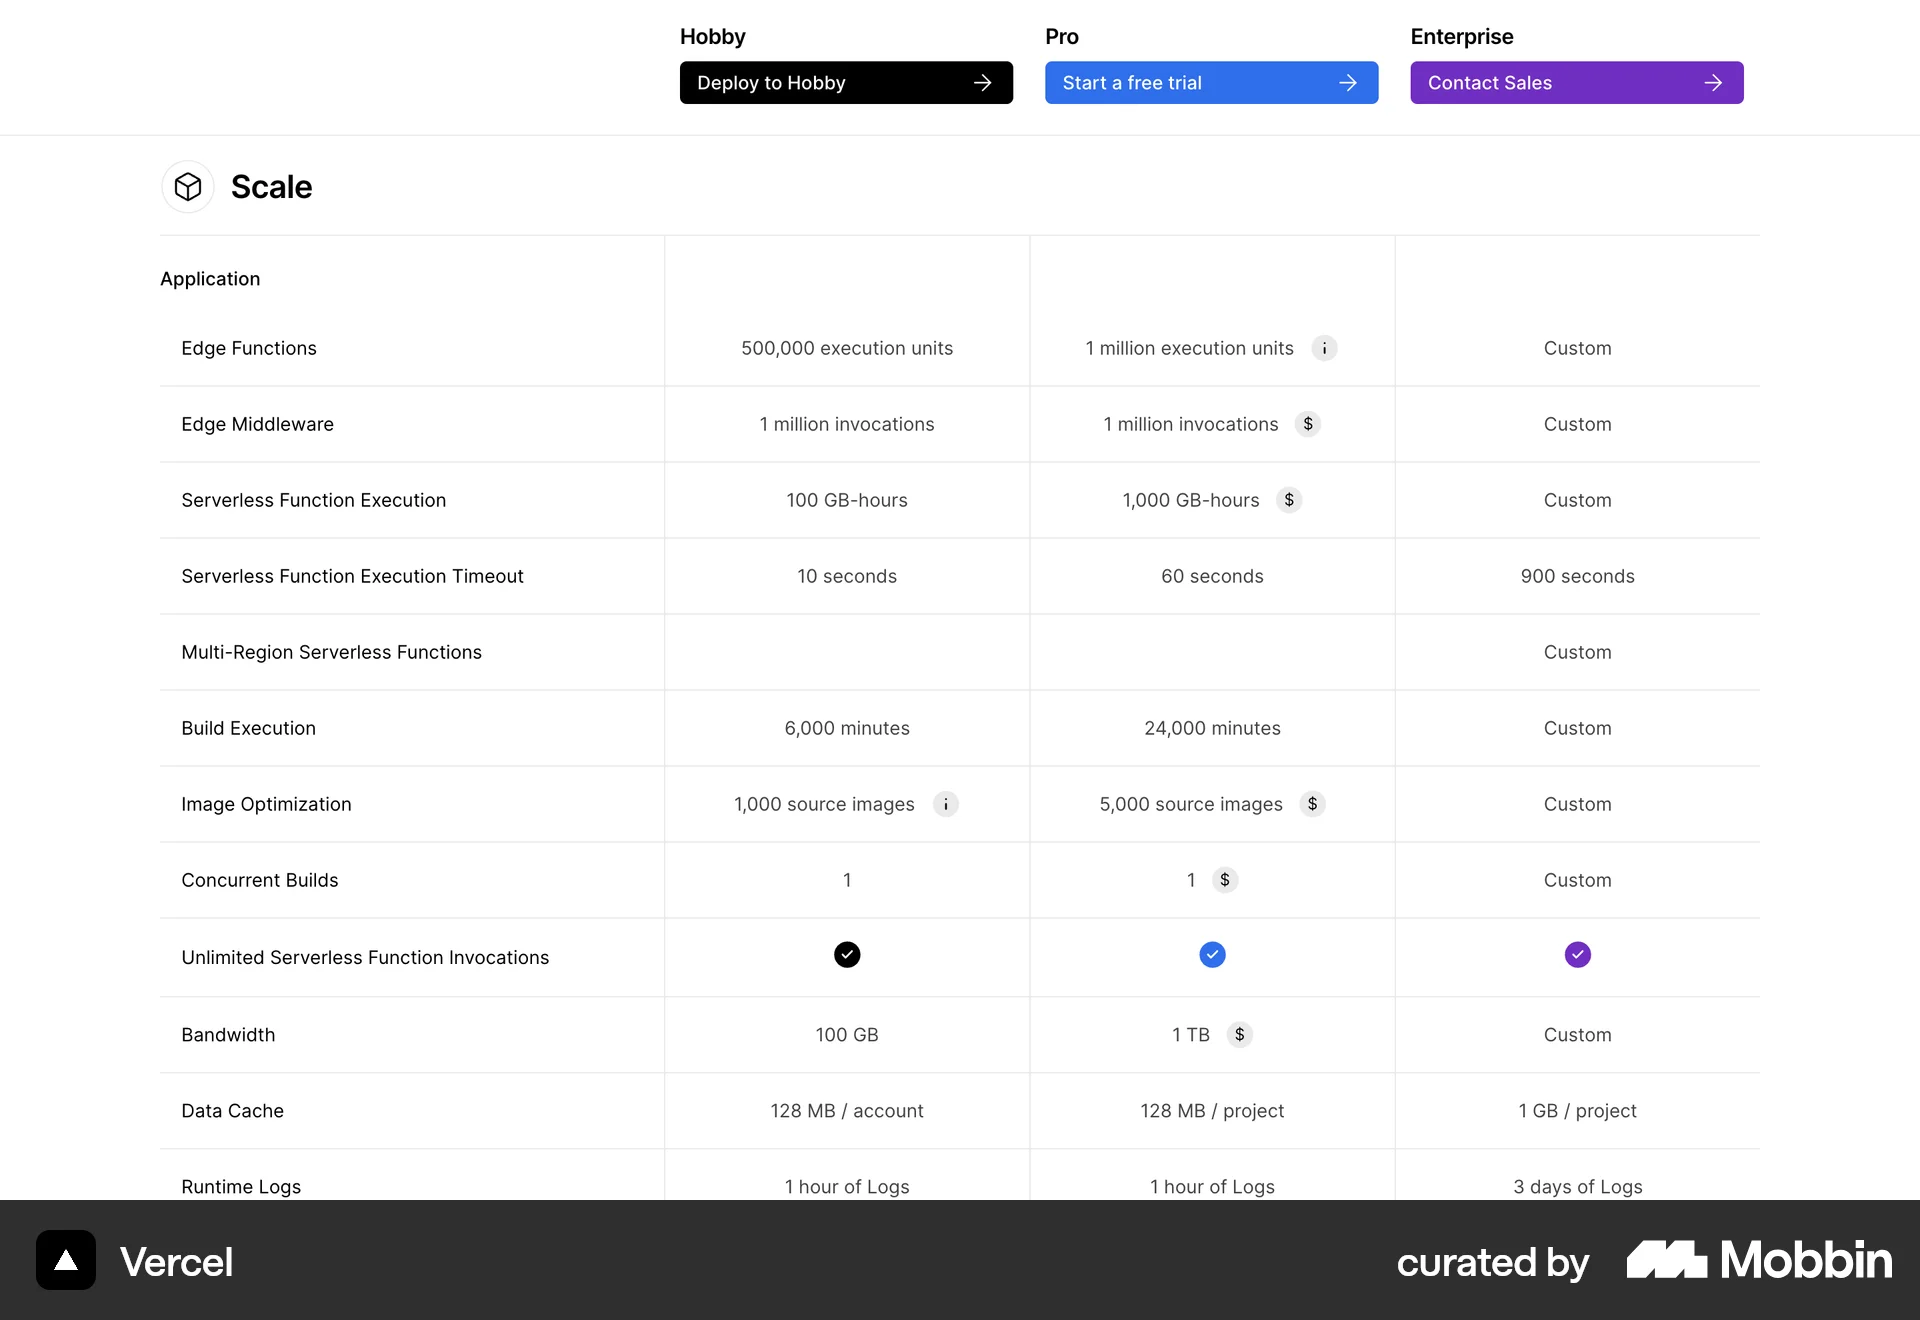 Hobby Pro Enterprise
Deploy to Hobby → Start a free trial → Contact Sales →
Scale
Application
Edge Functions 500,000 execution units 1 million execution units i Custom
Edge Middleware 1 million invocations 1 million invocations $ Custom
Serverless Function Execution 100 GB-hours 1,000 GB-hours $ Custom
Serverless Function Execution Timeout 10 seconds 60 seconds 900 seconds
Multi-Region Serverless Functions Custom
Build Execution 6,000 minutes 24,000 minutes Custom
Image Optimization 1,000 source images i 5,000 source images $ Custom
Concurrent Builds 1 1 $ Custom
Unlimited Serverless Function Invocations
Bandwidth 100 GB 1 TB $ Custom
Data Cache 128 MB / account 128 MB / project 1 GB / project
Runtime Logs 1 hour of Logs 1 hour of Logs 3 days of Logs
Vercel curated by Mobbin